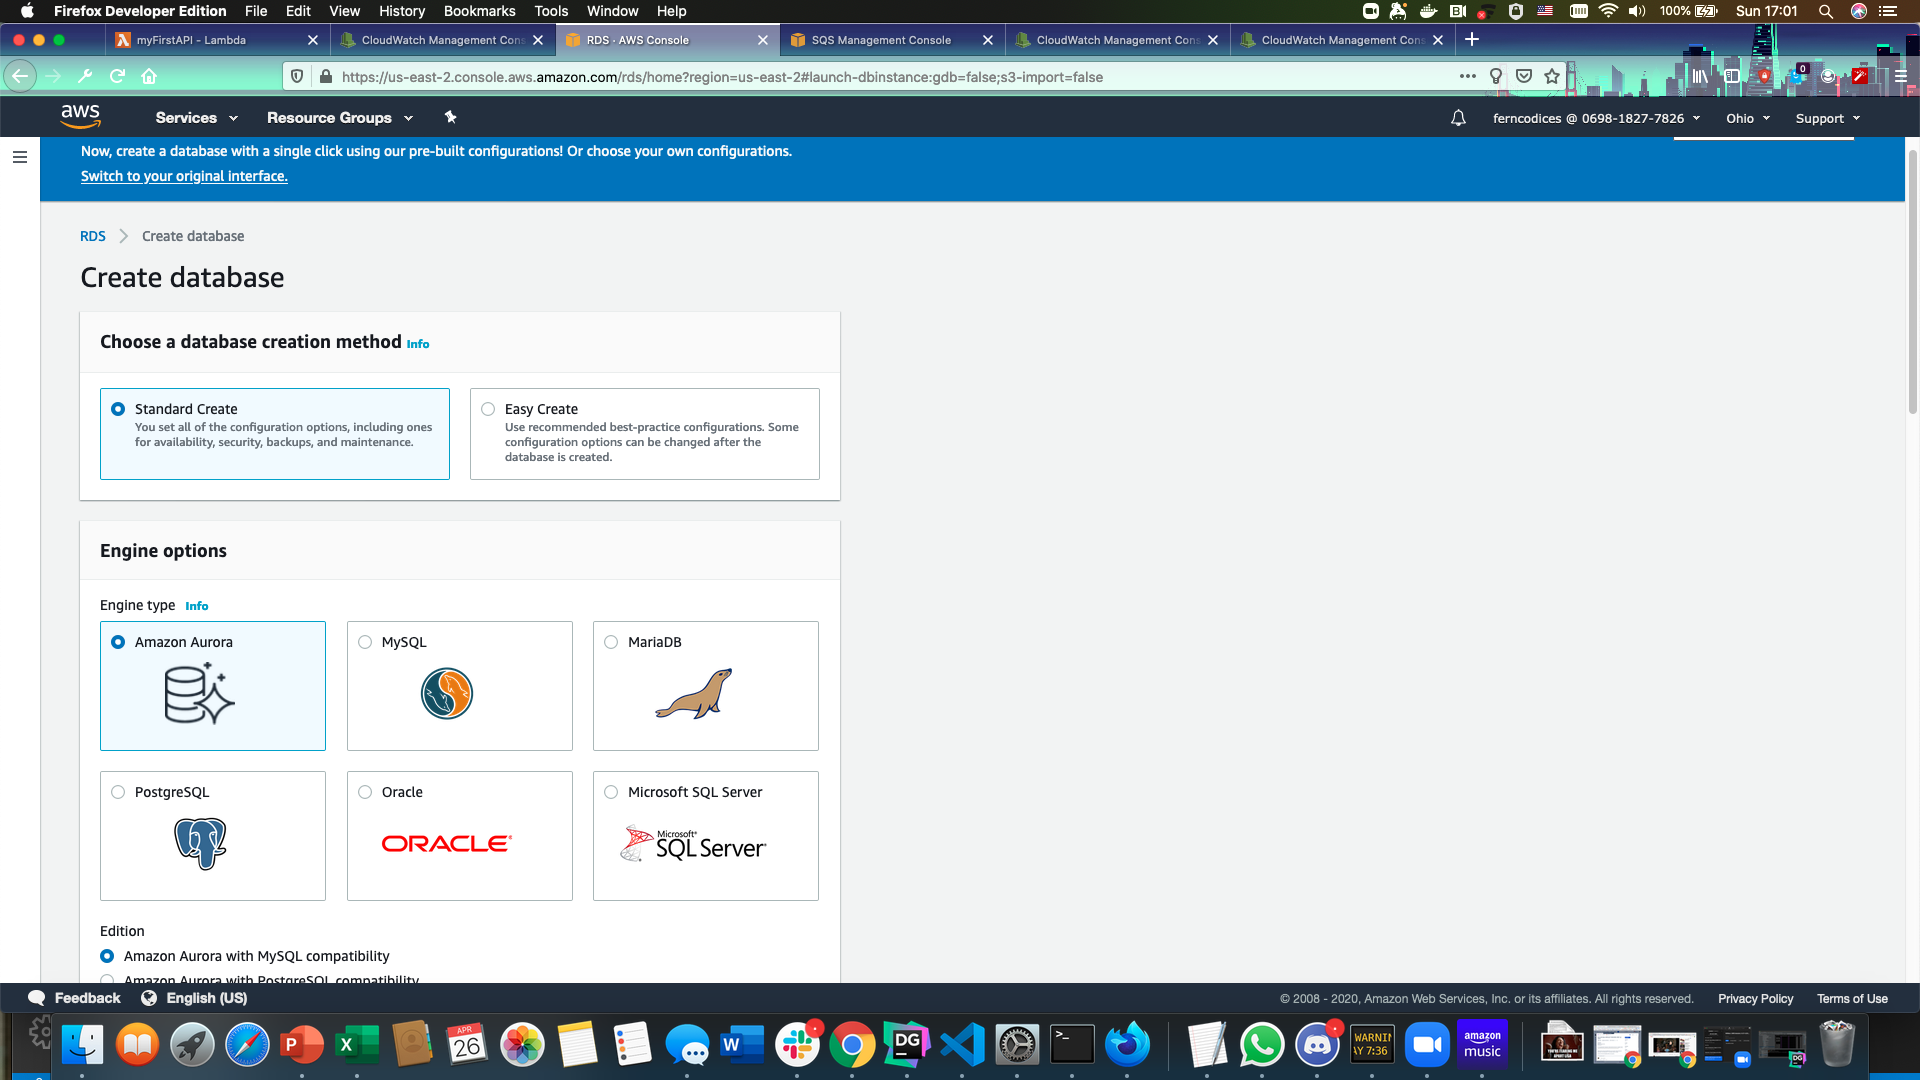 Firefox Developer Edition File Edit View History Bookmarks Tools Window Help 100% Sun 17:01
myFirstAPI - Lambda CloudWatch Management Cons RDS · AWS Console SQS Management Console CloudWatch Management Cons CloudWatch Management Cons
https://us-east-2.console.aws.amazon.com/rds/home?region=us-east-2#launch-dbinstance:gdb=false;s3-import=false
aws Services Resource Groups ferncodices @ 0698-1827-7826 Ohio Support
Now, create a database with a single click using our pre-built configurations! Or choose your own configurations.
Switch to your original interface.
RDS Create database
Create database
Choose a database creation method Info
Standard Create
You set all of the configuration options, including ones
for availability, security, backups, and maintenance.
Easy Create
Use recommended best-practice configurations. Some
configuration options can be changed after the
database is created.
Engine options
Engine type Info
Amazon Aurora
MySQL
MariaDB
PostgreSQL
Oracle
ORACLE
Microsoft SQL Server
Microsoft
SQL Server
Edition
Amazon Aurora with MySQL compatibility
Amazon Aurora with PostgreSQL compatibility
Feedback English (US) © 2008 - 2020, Amazon Web Services, Inc. or its affiliates. All rights reserved. Privacy Policy Terms of Use
APR
26
DG
WARNIN
AY 7:36
amazon
music